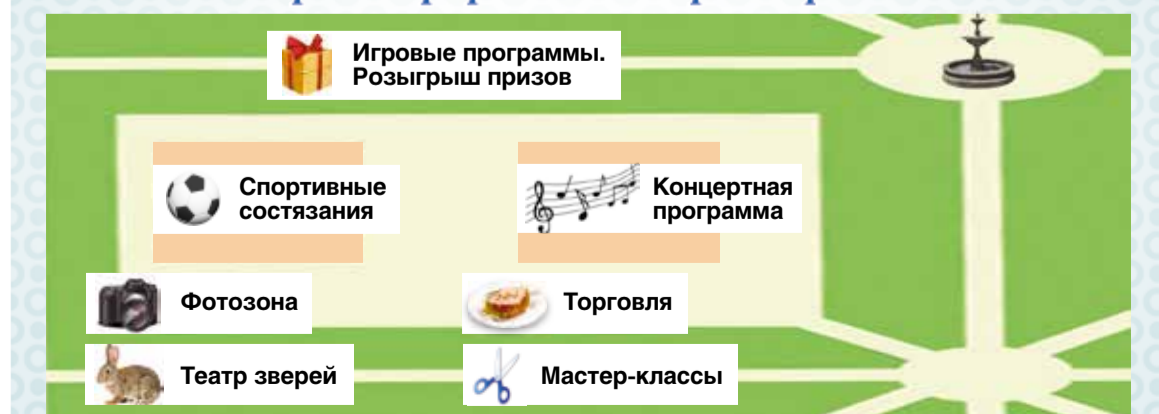 Игровые программы.
Розыгрыш призов
Спортивные
состязания
Концертная
программа
Фотозона
Торговля
Театр зверей
Мастер-классы